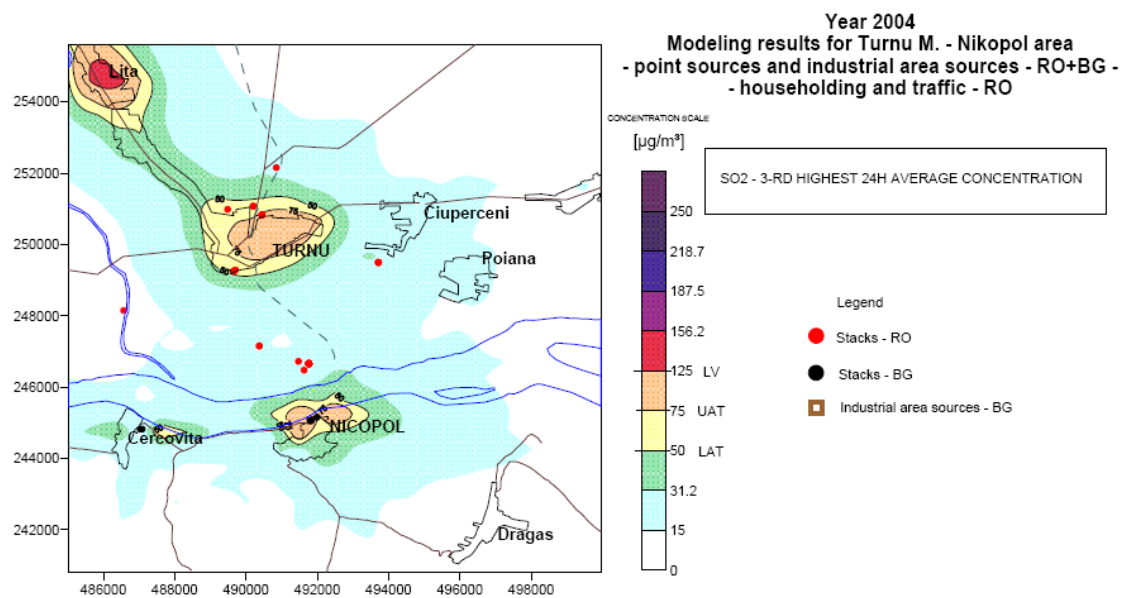 Year 2004
Modeling results for Turnu M. - Nikopol area
- point sources and industrial area sources - RO+BG -
- householding and traffic - RO
CONCENTRATION SCALE
[µg/m³]
SO2 - 3-RD HIGHEST 24H AVERAGE CONCENTRATION
250
218.7
187.5
156.2
125 LV
75 UAT
50 LAT
31.2
15
0
Legend
Stacks - RO
Stacks - BG
Industrial area sources - BG
Lita
Ciuperceni
TURNU
Poiana
NICOPOL
Cercovita
Dragas
50
75
50
50
254000
252000
250000
248000
246000
244000
242000
486000 488000 490000 492000 494000 496000 498000